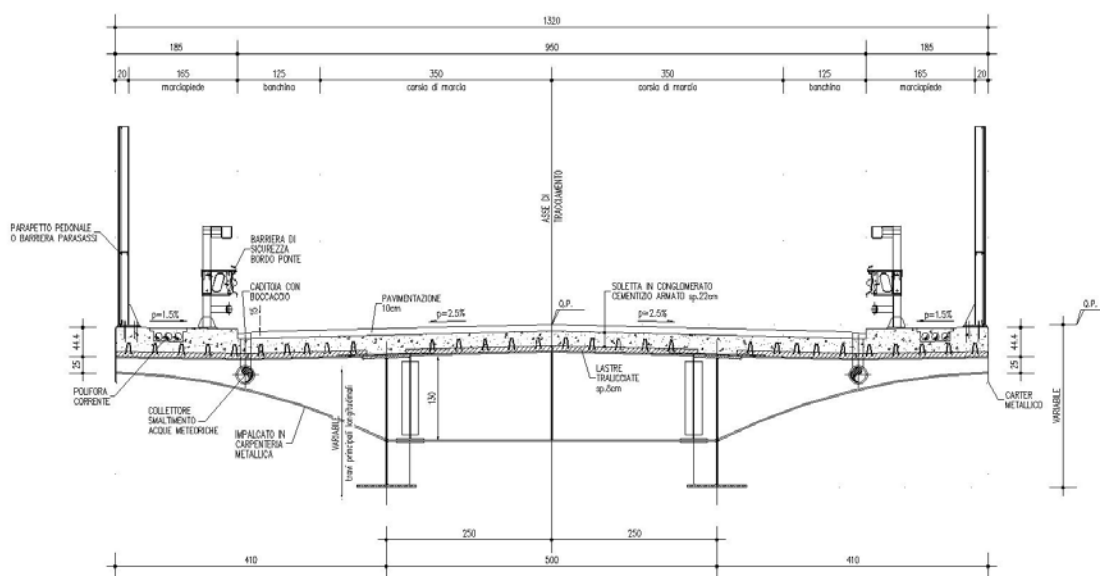 1320
185
950
185
20
165
125
350
350
125
165
20
marciapiede
banchina
corsia di marcia
corsia di marcia
banchina
marciapiede
ASSE DI
TRACCIAMENTO
PARAPETTO PEDONALE
O BARRIERA PARASASSI
BARRIERA DI
SICUREZZA
BORDO PONTE
CADITOIA CON
BOCCACCIO
PAVIMENTAZIONE
10cm
SOLETTA IN CONGLOMERATO
CEMENTIZIO ARMATO sp.22cm
Q.P.
Q.P.
p=1.5%
15
p=2.5%
p=2.5%
p=1.5%
44.4
25
44.4
25
POLIFORA
CORRENTE
COLLETTORE
SMALTIMENTO
ACQUE METEORICHE
IMPALCATO IN
CARPENTERIA
METALLICA
VARIABILE
travi principali longitudinali
130
LASTRE
TRALICCIATE
sp.8cm
CARTER
METALLICO
VARIABILE
250
250
410
500
410